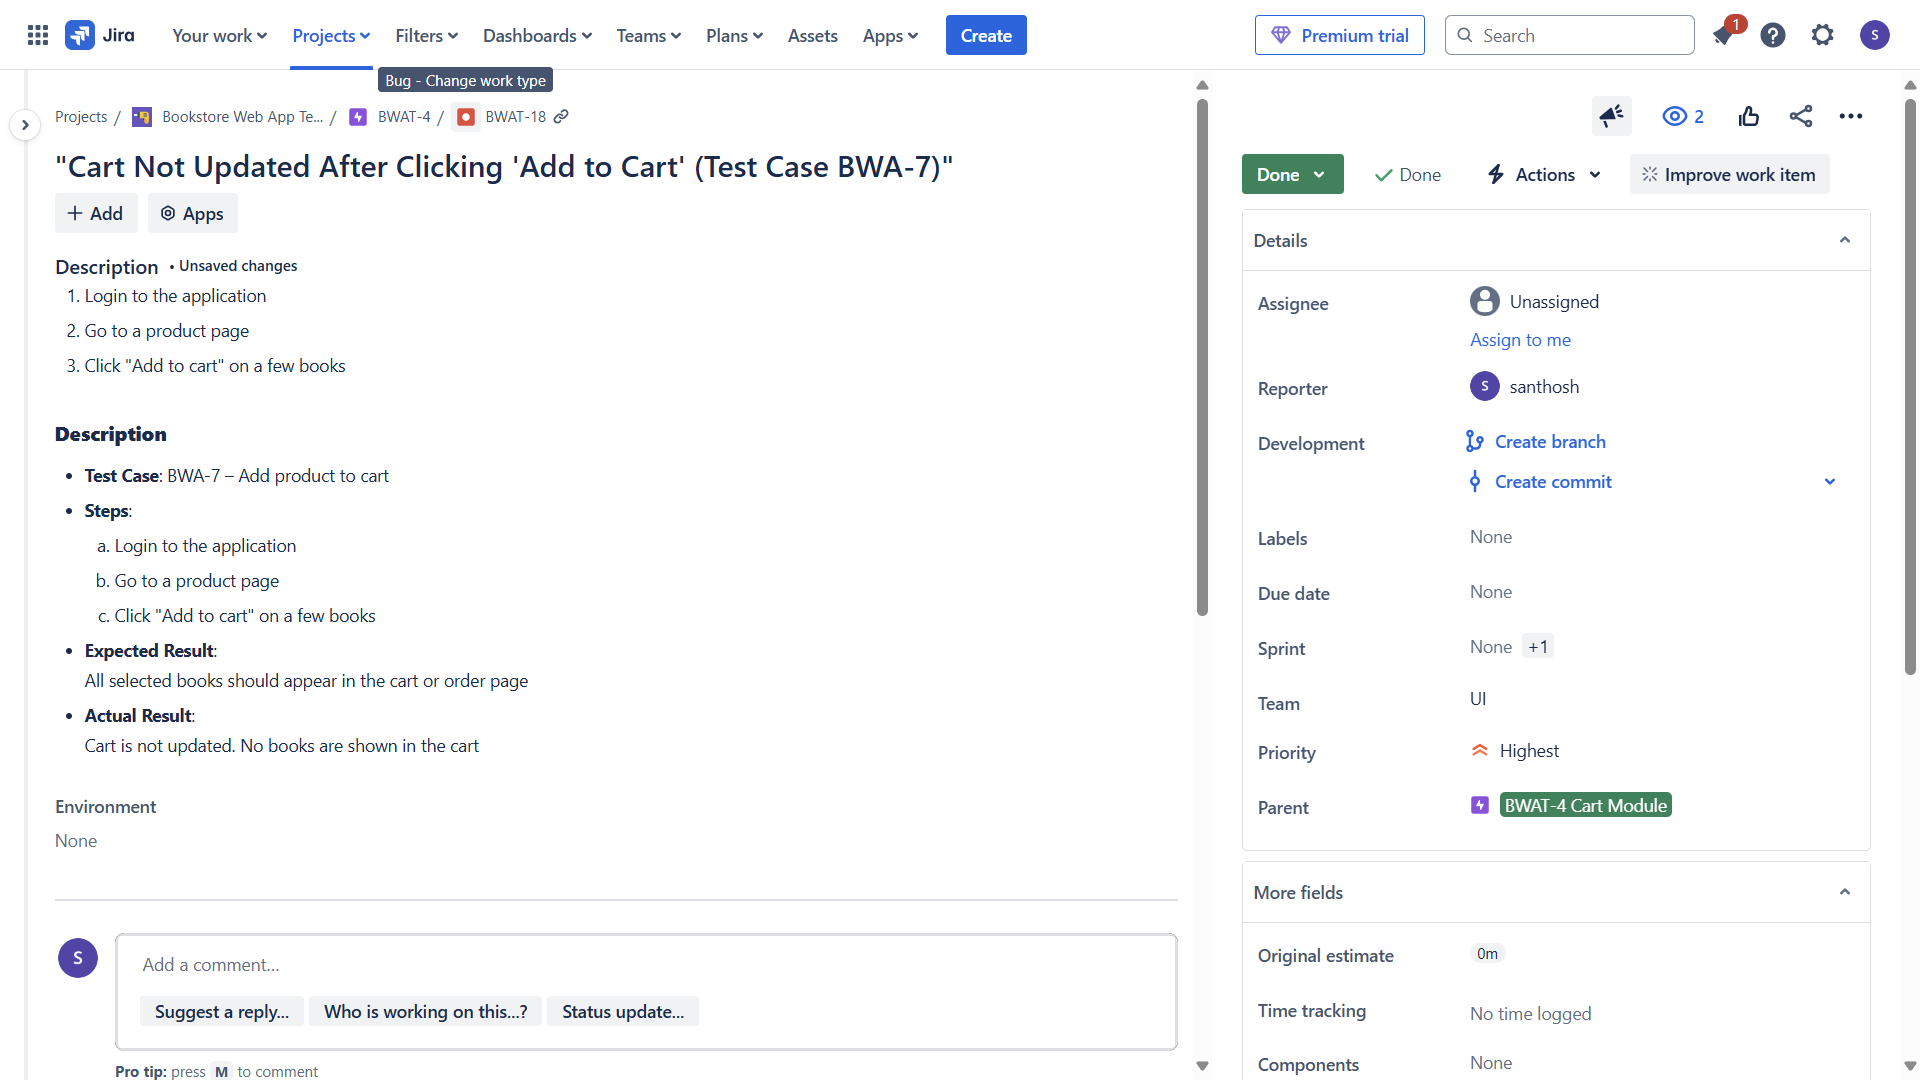 Jira
Your work
Projects
Filters
Dashboards
Teams
Plans
Assets
Apps
Create
Premium trial
Search
1
S
Bug - Change work type
Projects / Bookstore Web App Te... / BWAT-4 / BWAT-18
"Cart Not Updated After Clicking 'Add to Cart' (Test Case BWA-7)"
Add
Apps
Description • Unsaved changes
1. Login to the application
2. Go to a product page
3. Click "Add to cart" on a few books
Description
• Test Case: BWA-7 – Add product to cart
• Steps:
a. Login to the application
b. Go to a product page
c. Click "Add to cart" on a few books
• Expected Result:
All selected books should appear in the cart or order page
• Actual Result:
Cart is not updated. No books are shown in the cart
Environment
None
S
Add a comment...
Suggest a reply...
Who is working on this...?
Status update...
Pro tip: press M to comment
2
Done
Done
Actions
Improve work item
Details
Assignee
Unassigned
Assign to me
Reporter
S santhosh
Development
Create branch
Create commit
Labels
None
Due date
None
Sprint
None +1
Team
UI
Priority
Highest
Parent
BWAT-4 Cart Module
More fields
Original estimate
0m
Time tracking
No time logged
Components
None